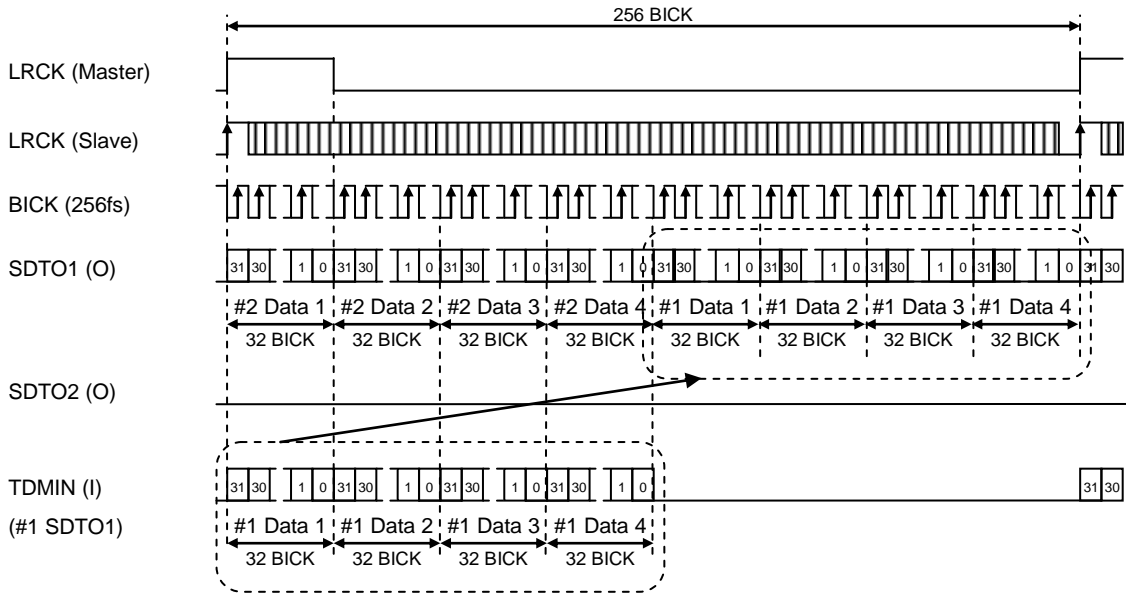 256 BICK
LRCK (Master)
LRCK (Slave)
BICK (256fs)
SDTO1 (O)
31 30 1 0 31 30 1 0 31 30 1 0 31 30 1 0 31 30 1 0 31 30 1 0 31 30 1 0 31 30 1 0 31 30
#2 Data 1 #2 Data 2 #2 Data 3 #2 Data 4 #1 Data 1 #1 Data 2 #1 Data 3 #1 Data 4
32 BICK 32 BICK 32 BICK 32 BICK 32 BICK 32 BICK 32 BICK 32 BICK
SDTO2 (O)
TDMIN (I)
31 30 1 0 31 30 1 0 31 30 1 0 31 30 1 0 31 30
(#1 SDTO1)
#1 Data 1 #1 Data 2 #1 Data 3 #1 Data 4
32 BICK 32 BICK 32 BICK 32 BICK